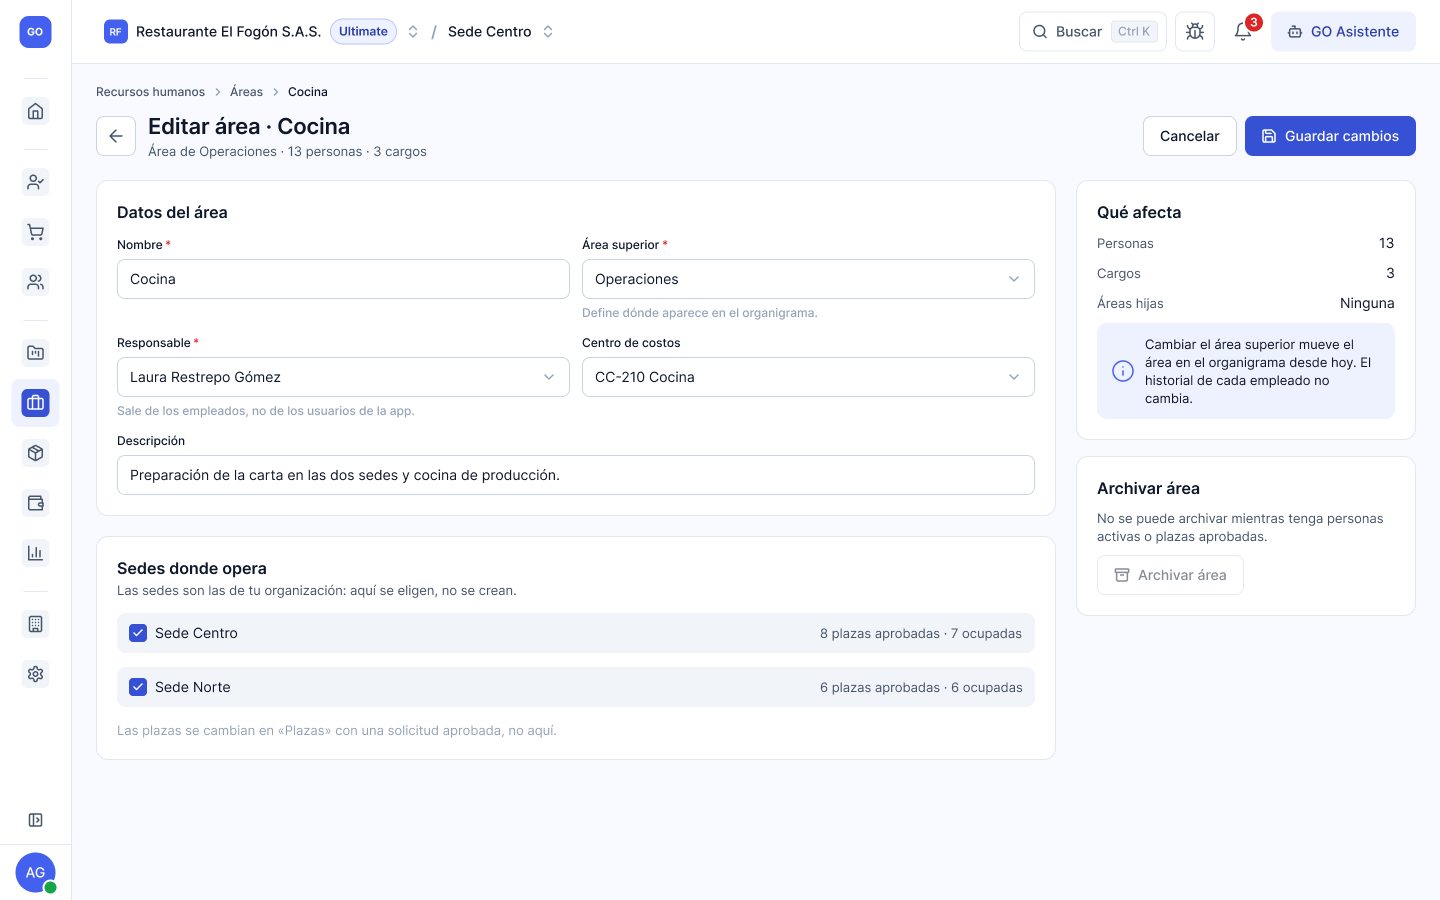 GO
RF Restaurante El Fogón S.A.S. Ultimate / Sede Centro
Buscar Ctrl K
3
GO Asistente
Recursos humanos > Áreas > Cocina
Editar área · Cocina
Área de Operaciones · 13 personas · 3 cargos
Cancelar
Guardar cambios
Datos del área
Nombre *
Cocina
Área superior *
Operaciones
Define dónde aparece en el organigrama.
Responsable *
Laura Restrepo Gómez
Sale de los empleados, no de los usuarios de la app.
Centro de costos
CC-210 Cocina
Descripción
Preparación de la carta en las dos sedes y cocina de producción.
Sedes donde opera
Las sedes son las de tu organización: aquí se eligen, no se crean.
Sede Centro 8 plazas aprobadas · 7 ocupadas
Sede Norte 6 plazas aprobadas · 6 ocupadas
Las plazas se cambian en «Plazas» con una solicitud aprobada, no aquí.
Qué afecta
Personas 13
Cargos 3
Áreas hijas Ninguna
Cambiar el área superior mueve el
área en el organigrama desde hoy. El
historial de cada empleado no
cambia.
Archivar área
No se puede archivar mientras tenga personas
activas o plazas aprobadas.
Archivar área
AG